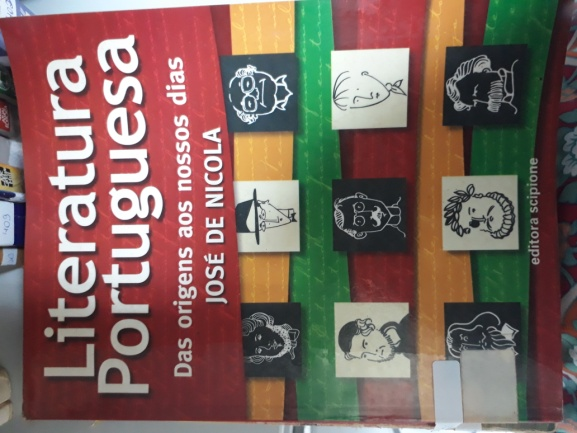 Literatura
Portuguesa
Das origens aos nossos dias
JOSÉ DE NICOLA
editora scipione